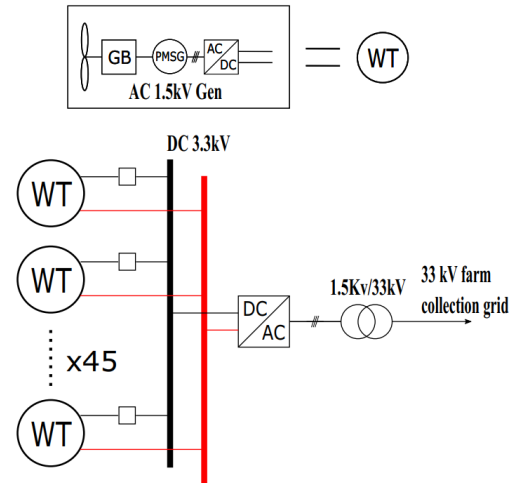 GB
PMSG
AC
DC
AC 1.5kV Gen
WT
DC 3.3kV
WT
WT
x45
WT
DC
AC
1.5Kv/33kV
33 kV farm
collection grid